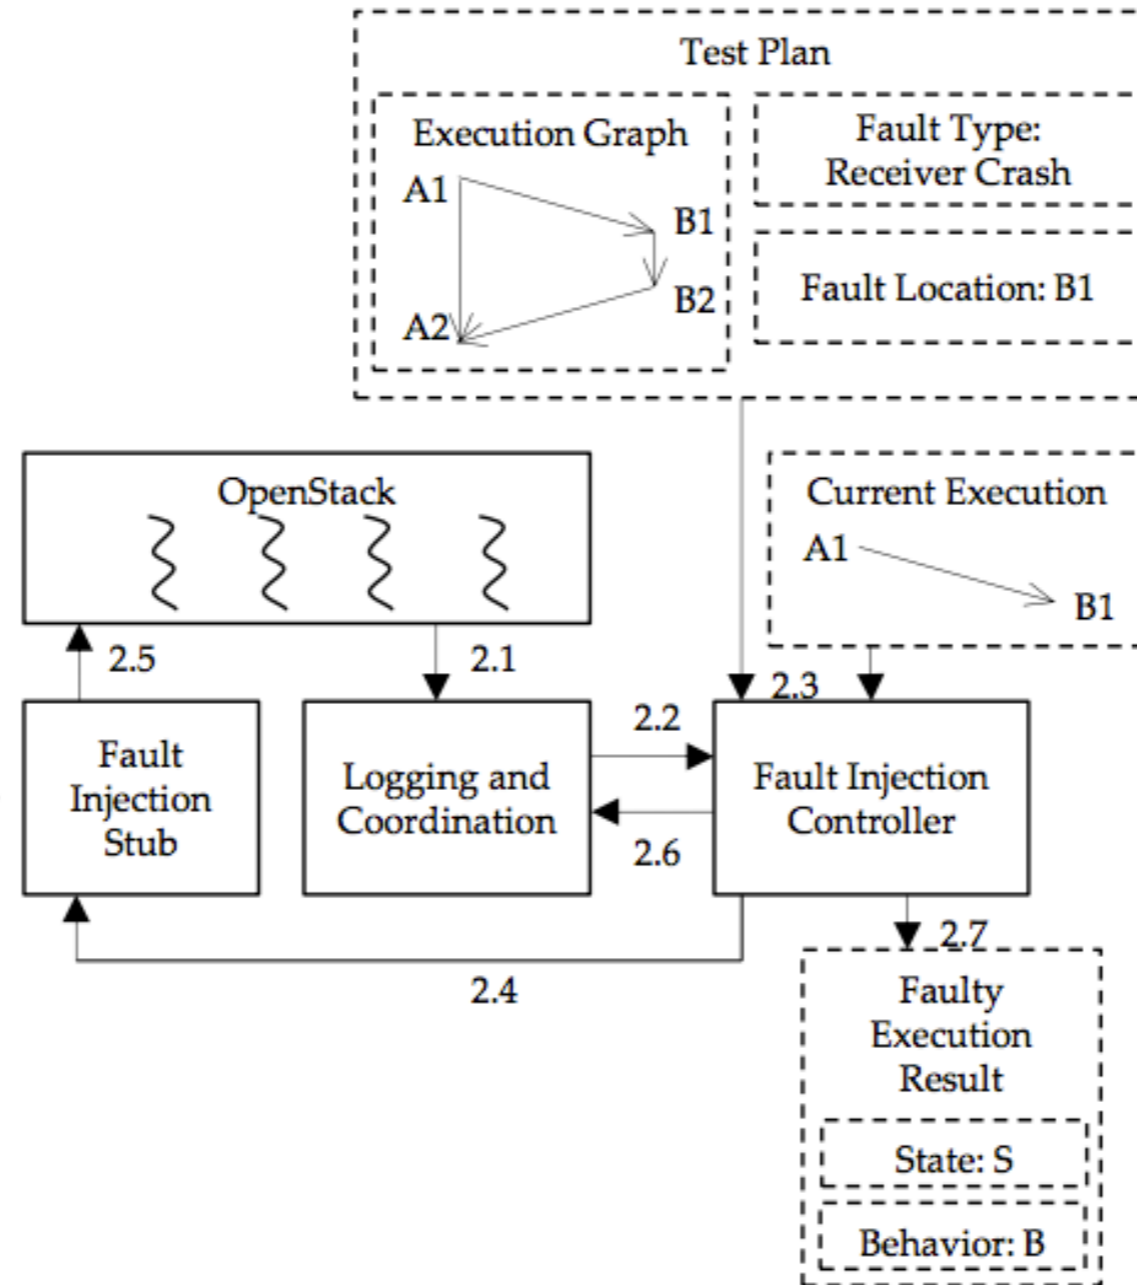 Test Plan
Execution Graph
A1
B1
B2
A2
Fault Type:
Receiver Crash
Fault Location: B1
OpenStack
Current Execution
A1
B1
2.5
2.1
2.3
2.2
2.6
Fault
Injection
Stub
Logging and
Coordination
Fault Injection
Controller
2.4
2.7
Faulty
Execution
Result
State: S
Behavior: B